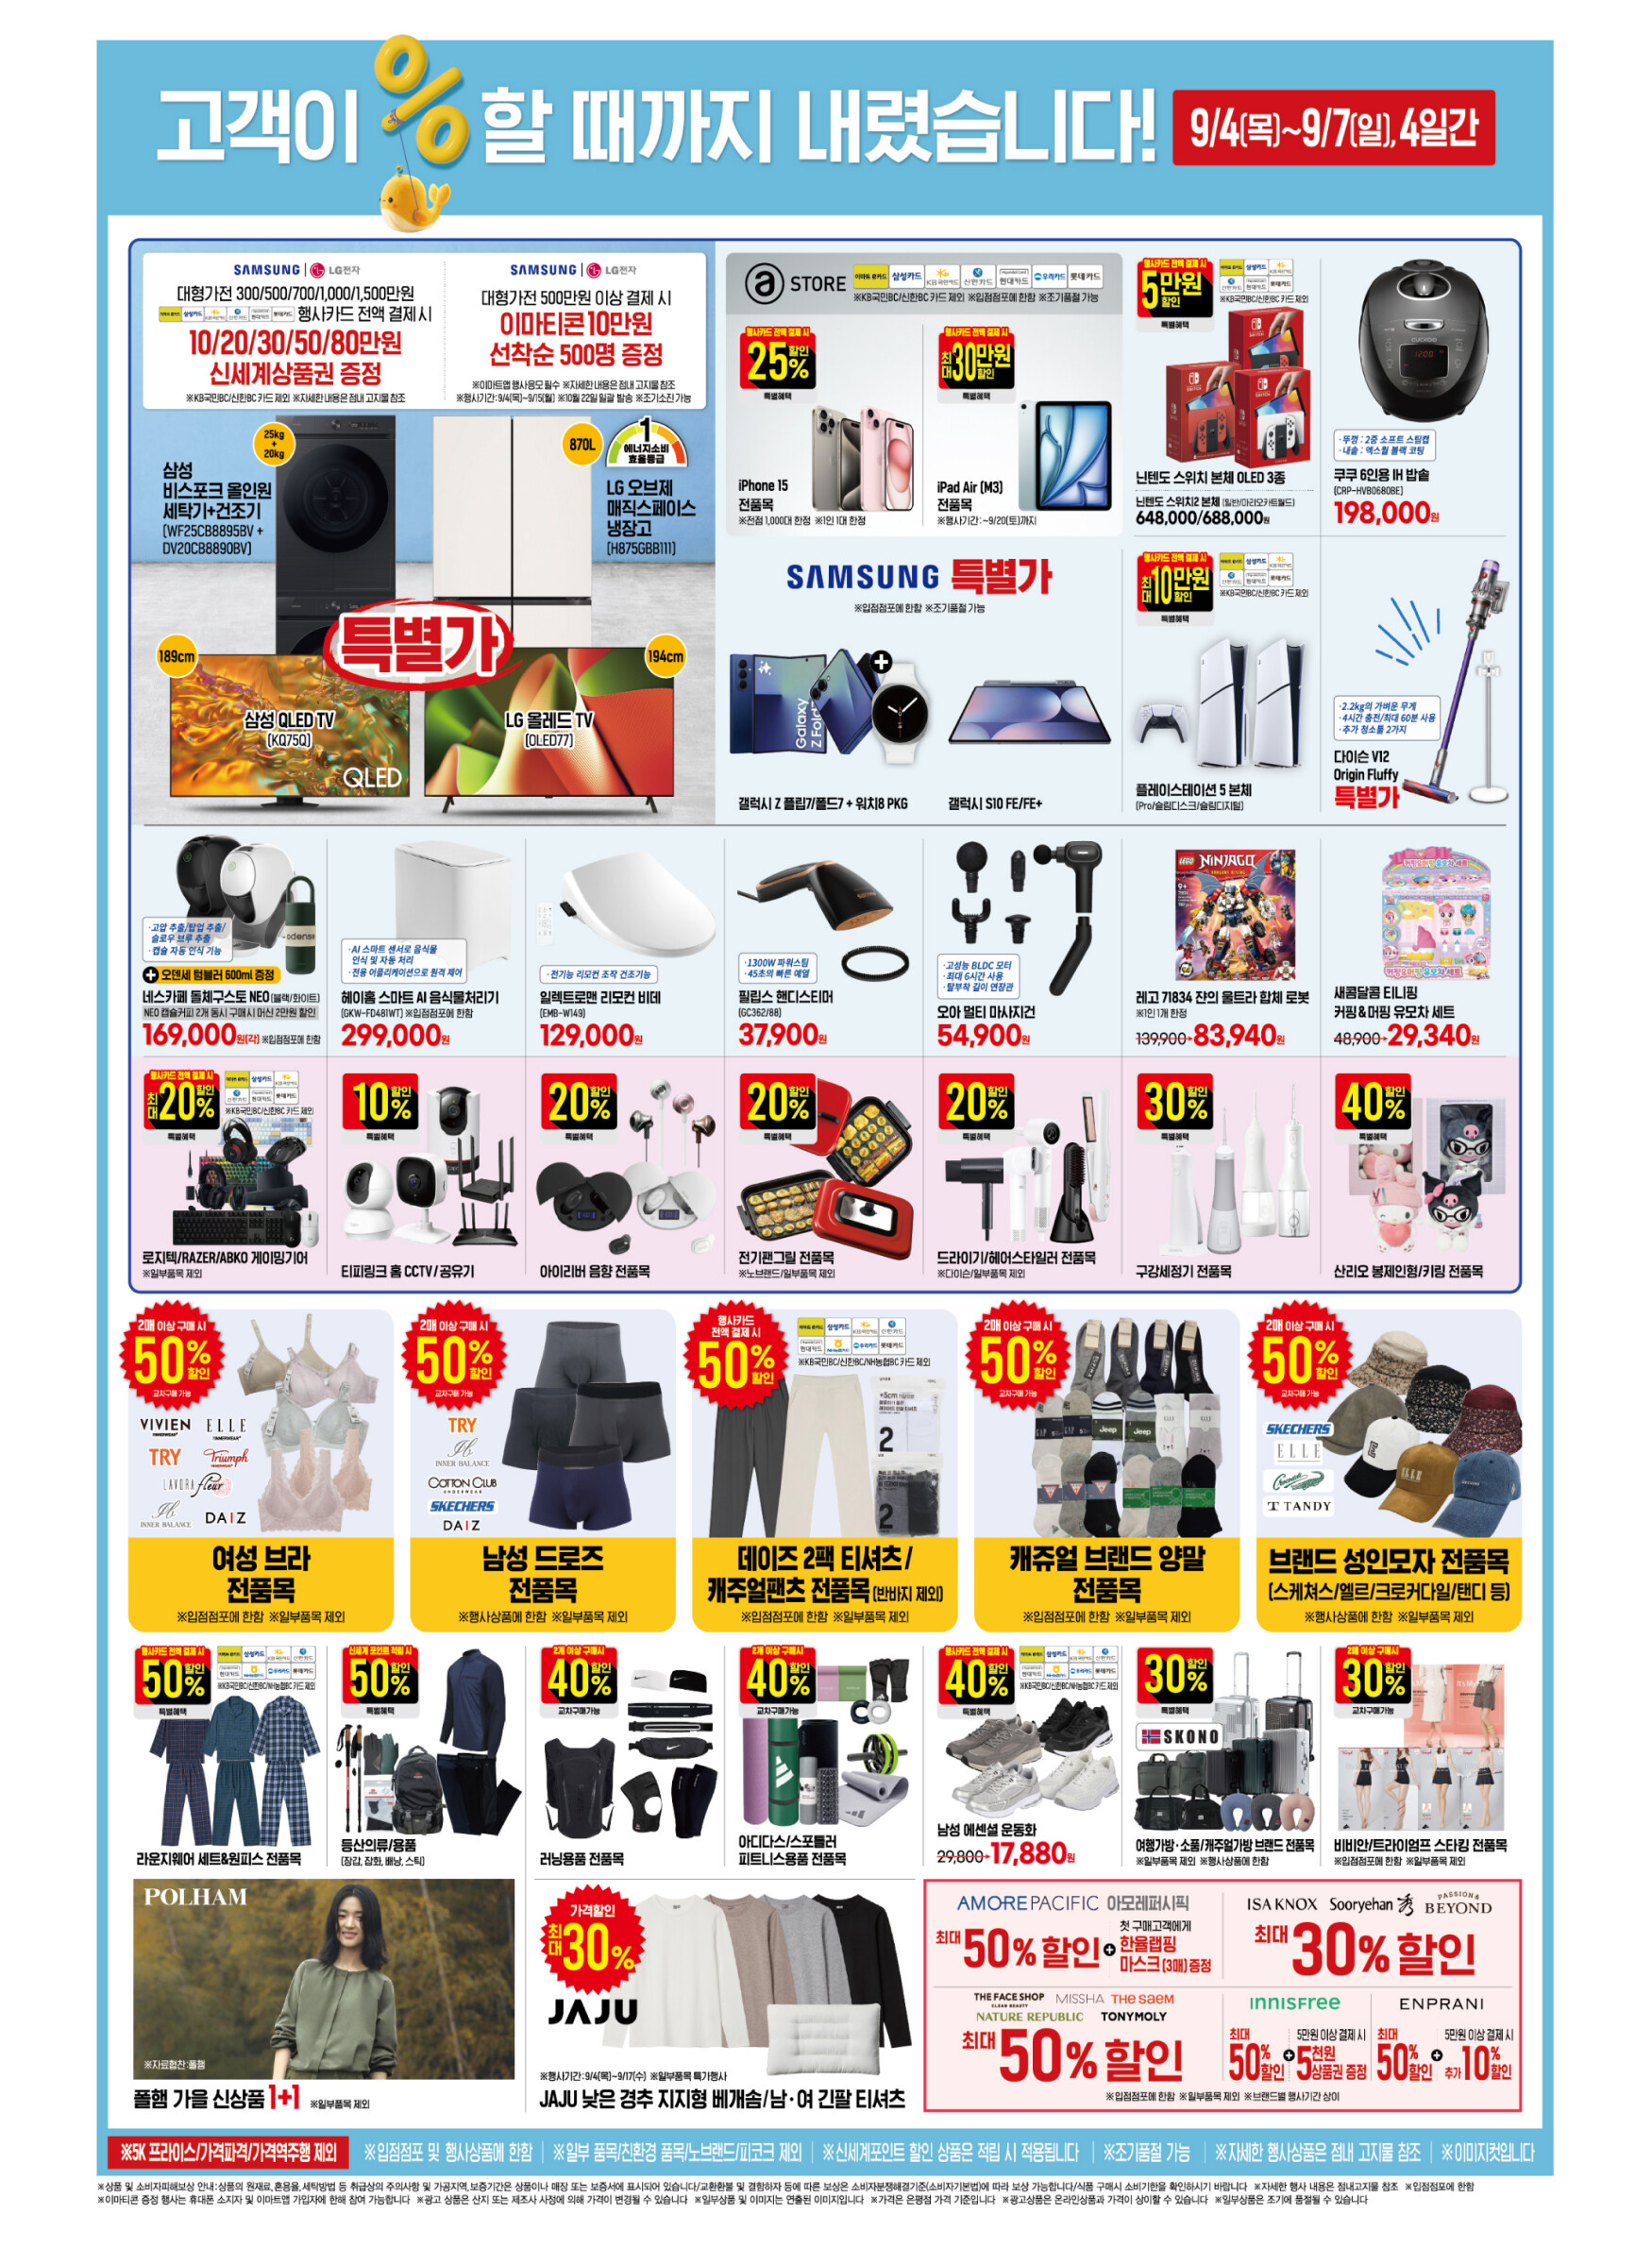 고객이 % 할 때까지 내렸습니다!
9/4(목)~9/7(일), 4일간
SAMSUNG | LG전자
대형가전 300/500/700/1,000/1,500만원
행사카드 전액 결제 시
10/20/30/50/80만원
신세계상품권 증정
※KB국민BC/신한BC 카드 제외 ※자세한 내용은 점내 고지물 참조
SAMSUNG | LG전자
대형가전 500만원 이상 결제 시
이마티콘 10만원
선착순 500명 증정
※이마트앱 행사응모 필수 ※자세한 내용은 점내 고지물 참조
※행사기간: 9/4(목)~9/15(월) ※10월 22일 일괄 발송 ※조기소진 가능
25kg
+
20kg
삼성
비스포크 올인원
세탁기+건조기
(WF25CB8895BV +
DV20CB8890BV)
870L
1
에너지소비
효율등급
LG 오브제
매직스페이스
냉장고
(H875GBB111)
특별가
189cm
삼성 QLED TV
(KQ75Q)
QLED
194cm
LG 올레드 TV
(OLED77)
a STORE
이마트 e카드 삼성카드 KB국민카드 신한카드 현대카드 우리카드 롯데카드
※KB국민BC/신한BC 카드 제외 ※입점점포에 한함 ※조기품절 가능
행사카드 전액 결제 시
25% 할인
특별혜택
iPhone 15
전품목
※전점 1,000대 한정 ※1인 1대 한정
행사카드 전액 결제 시
최대 30만원 할인
특별혜택
iPad Air (M3)
전품목
※행사기간: ~9/20(토)까지
행사카드 전액 결제 시
5만원 할인
특별혜택
※KB국민BC/신한BC 카드 제외
닌텐도 스위치 본체 OLED 3종
닌텐도 스위치2 본체 (일반/마리오카트월드)
648,000/688,000원
CUCKOO
·뚜껑 : 2중 소프트 스팀캡
·내솥 : 엑스월 블랙 코팅
쿠쿠 6인용 IH 밥솥
(CRP-HVB0680BE)
198,000원
SAMSUNG 특별가
※입점점포에 한함 ※조기품절 가능
Galaxy
Z Fold7
갤럭시 Z 플립7/폴드7 + 워치8 PKG
갤럭시 S10 FE/FE+
행사카드 전액 결제 시
최대 10만원 할인
특별혜택
※KB국민BC/신한BC 카드 제외
플레이스테이션 5 본체
(Pro/슬림디스크/슬림디지털)
·2.2kg의 가벼운 무게
·4시간 충전/최대 60분 사용
·추가 청소툴 2가지
다이슨 V12
Origin Fluffy
특별가
·고압 추출/탑업 추출/
슬로우 브루 추출
·캡슐 자동 인식 기능
odense
+ 오덴세 텀블러 600ml 증정
네스카페 돌체구스토 NEO (블랙/화이트)
NEO 캡슐커피 2개 동시 구매시 머신 2만원 할인
169,000원(각) ※입점점포에 한함
·AI 스마트 센서로 음식물
인식 및 자동 처리
·전용 어플리케이션으로 원격 제어
헤이홈 스마트 AI 음식물처리기
(GKW-FD481WT) ※입점점포에 한함
299,000원
·전기능 리모컨 조작 건조기능
일렉트로맨 리모컨 비데
(EMB-W149)
129,000원
·1300W 파워스팀
·45초의 빠른 예열
필립스 핸디스티머
(GC362/88)
37,900원
·고성능 BLDC 모터
·최대 6시간 사용
·탈부착 길이 연장관
오아 멀티 마사지건
54,900원
LEGO NINJAGO
레고 71834 쟌의 울트라 합체 로봇
※1인 1개 한정
139,900 83,940원
새콤달콤 티니핑
커핑&머핑 유모차 세트
48,900 29,340원
행사카드 전액 결제 시
최대 20% 할인
특별혜택
※KB국민BC/신한BC 카드 제외
로지텍/RAZER/ABKO 게이밍기어
※일부품목 제외
10% 할인
특별혜택
티피링크 홈 CCTV/공유기
20% 할인
특별혜택
아이리버 음향 전품목
20% 할인
특별혜택
전기팬그릴 전품목
※노브랜드/일부품목 제외
20% 할인
특별혜택
드라이기/헤어스타일러 전품목
※다이슨/일부품목 제외
30% 할인
특별혜택
구강세정기 전품목
40% 할인
특별혜택
산리오 봉제인형/키링 전품목
2매 이상 구매 시
50% 할인
교차구매 가능
VIVIEN ELLE
TRY Triumph
LAVORA fleur
INNER BALANCE DAIZ
여성 브라
전품목
※입점점포에 한함 ※일부품목 제외
2매 이상 구매 시
50% 할인
교차구매 가능
TRY
INNER BALANCE
COTTON CLUB
SKECHERS
DAIZ
남성 드로즈
전품목
※행사상품에 한함 ※일부품목 제외
행사카드
전액 결제 시
50% 할인
※KB국민BC/신한BC/NH농협BC 카드 제외
데이즈 2팩 티셔츠/
캐주얼팬츠 전품목 (반바지 제외)
※입점점포에 한함 ※일부품목 제외
2매 이상 구매 시
50% 할인
교차구매 가능
Jeep Jeep
캐쥬얼 브랜드 양말
전품목
※입점점포에 한함 ※일부품목 제외
2매 이상 구매 시
50% 할인
교차구매 가능
SKECHERS
ELLE
Crocodile
TANDY
브랜드 성인모자 전품목
(스케쳐스/엘르/크로커다일/탠디 등)
※행사상품에 한함 ※일부품목 제외
행사카드 전액 결제 시
50% 할인
특별혜택
※KB국민BC/신한BC/NH농협BC 카드 제외
라운지웨어 세트&원피스 전품목
신세계 포인트 적립 시
50% 할인
특별혜택
등산의류/용품
(장갑, 잡화, 배낭, 스틱)
2개 이상 구매시
40% 할인
교차구매가능
러닝용품 전품목
2개 이상 구매시
40% 할인
교차구매가능
아디다스/스포틀러
피트니스용품 전품목
행사카드 전액 결제 시
40% 할인
특별혜택
※KB국민BC/신한BC/NH농협BC 카드 제외
남성 에센셜 운동화
29,800 17,880원
30% 할인
특별혜택
SKONO
여행가방·소품/캐주얼가방 브랜드 전품목
※일부품목 제외 ※행사상품에 한함
2매 이상 구매시
30% 할인
교차구매가능
비비안/트라이엄프 스타킹 전품목
※입점점포에 한함 ※일부품목 제외
POLHAM
※자료협찬:폴햄
폴햄 가을 신상품 1+1 ※일부품목 제외
가격할인
최대 30%
JAJU
※행사기간: 9/4(목)~9/17(수) ※일부품목 특가행사
JAJU 낮은 경추 지지형 베개솜/남·여 긴팔 티셔츠
AMOREPACIFIC 아모레퍼시픽
최대 50% 할인 +
첫 구매고객에게
한율랩핑
마스크(3매) 증정
ISA KNOX Sooryehan 秀 PASSION& BEYOND
최대 30% 할인
THE FACE SHOP MISSHA THE SAEM
CLEAN BEAUTY
NATURE REPUBLIC TONYMOLY
최대 50% 할인
innisfree
최대 50% 할인 + 5만원 이상 결제 시 5천원 상품권 증정
ENPRANI
최대 50% 할인 + 5만원 이상 결제 시 추가 10% 할인
※입점점포에 한함 ※일부품목 제외 ※브랜드별 행사기간 상이
※5K 프라이스/가격파격/가격역주행 제외
※입점점포 및 행사상품에 한함 | ※일부 품목/친환경 품목/노브랜드/피코크 제외 | ※신세계포인트 할인 상품은 적립 시 적용됩니다 | ※조기품절 가능 | ※자세한 행사상품은 점내 고지물 참조 | ※이미지컷입니다
※상품 및 소비자피해보상 안내:상품의 원재료, 혼용율, 세탁방법 등 취급상의 주의사항 및 가공지역, 보증기간은 상품이나 매장 또는 보증서에 표시되어 있습니다/교환환불 및 결함하자 등에 따른 보상은 소비자분쟁해결기준(소비자기본법)에 따라 보상 가능합니다/식품 구매시 소비기한을 확인하시기 바랍니다 ※자세한 행사 내용은 점내고지물 참조 ※입점점포에 한함
※이마티콘 증정 행사는 휴대폰 소지자 및 이마트앱 가입자에 한해 참여 가능합니다 ※광고 상품은 산지 또는 제조사 사정에 의해 가격이 변경될 수 있습니다 ※일부상품 및 이미지는 연출된 이미지입니다 ※가격은 은평점 가격 기준입니다 ※광고상품은 온라인상품과 가격이 상이할 수 있습니다 ※일부상품은 조기에 품절될 수 있습니다